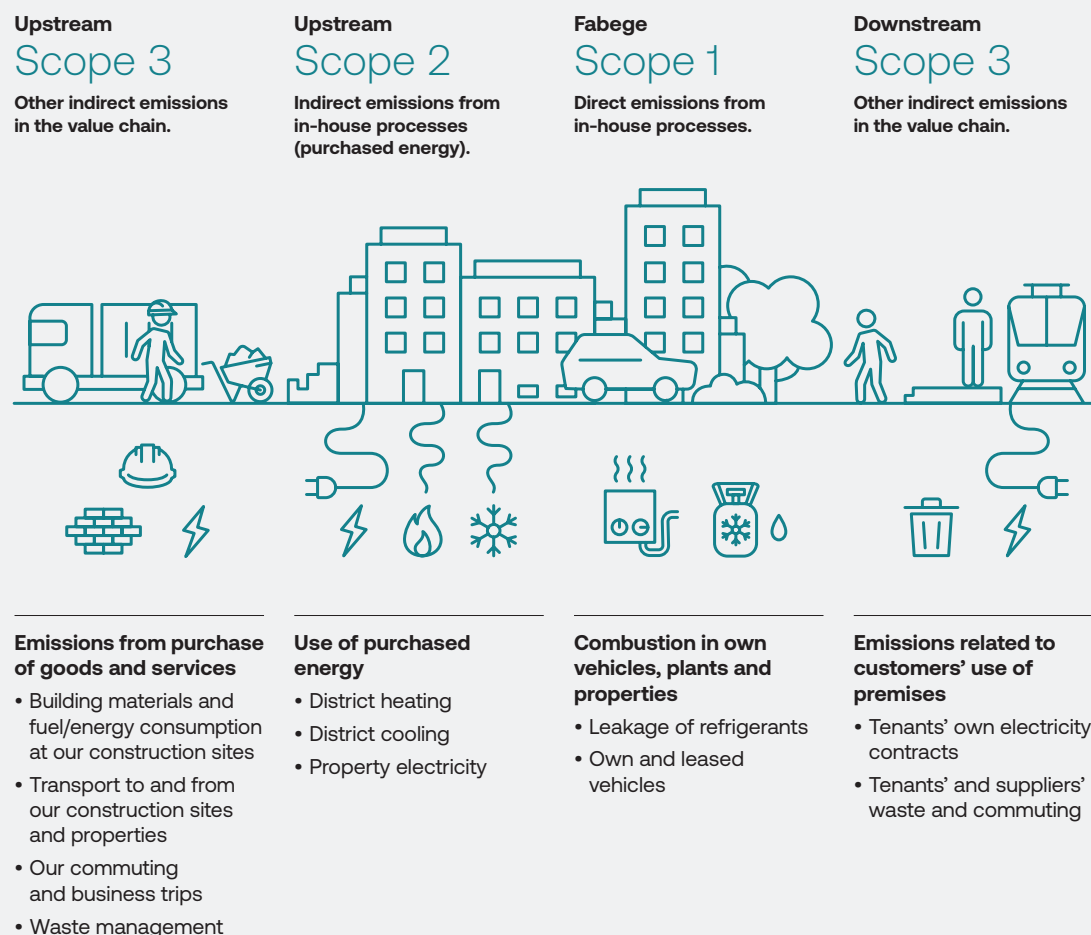 Upstream
Scope 3
Other indirect emissions
in the value chain.
Upstream
Scope 2
Indirect emissions from
in-house processes
(purchased energy).
Fabege
Scope 1
Direct emissions from
in-house processes.
Downstream
Scope 3
Other indirect emissions
in the value chain.
Emissions from purchase
of goods and services
• Building materials and
fuel/energy consumption
at our construction sites
• Transport to and from
our construction sites
and properties
• Our commuting
and business trips
• Waste management
Use of purchased
energy
• District heating
• District cooling
• Property electricity
Combustion in own
vehicles, plants and
properties
• Leakage of refrigerants
• Own and leased
vehicles
Emissions related to
customers’ use of
premises
• Tenants’ own electricity
contracts
• Tenants’ and suppliers’
waste and commuting